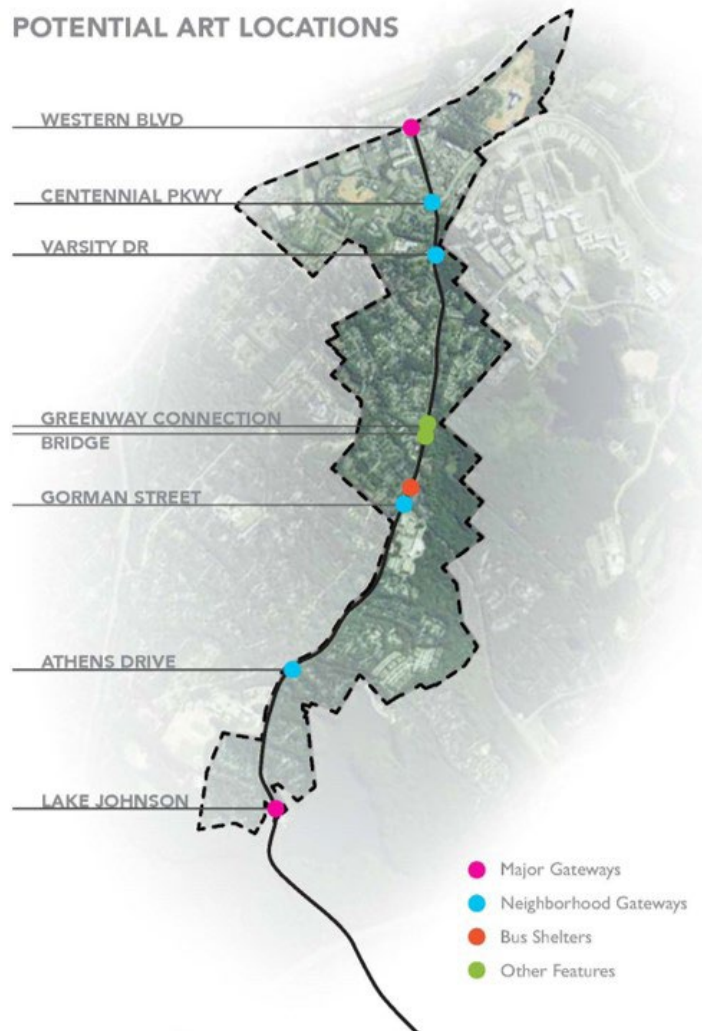 POTENTIAL ART LOCATIONS
WESTERN BLVD
CENTENNIAL PKWY
VARSITY DR
GREENWAY CONNECTION
BRIDGE
GORMAN STREET
ATHENS DRIVE
LAKE JOHNSON
Major Gateways
Neighborhood Gateways
Bus Shelters
Other Features